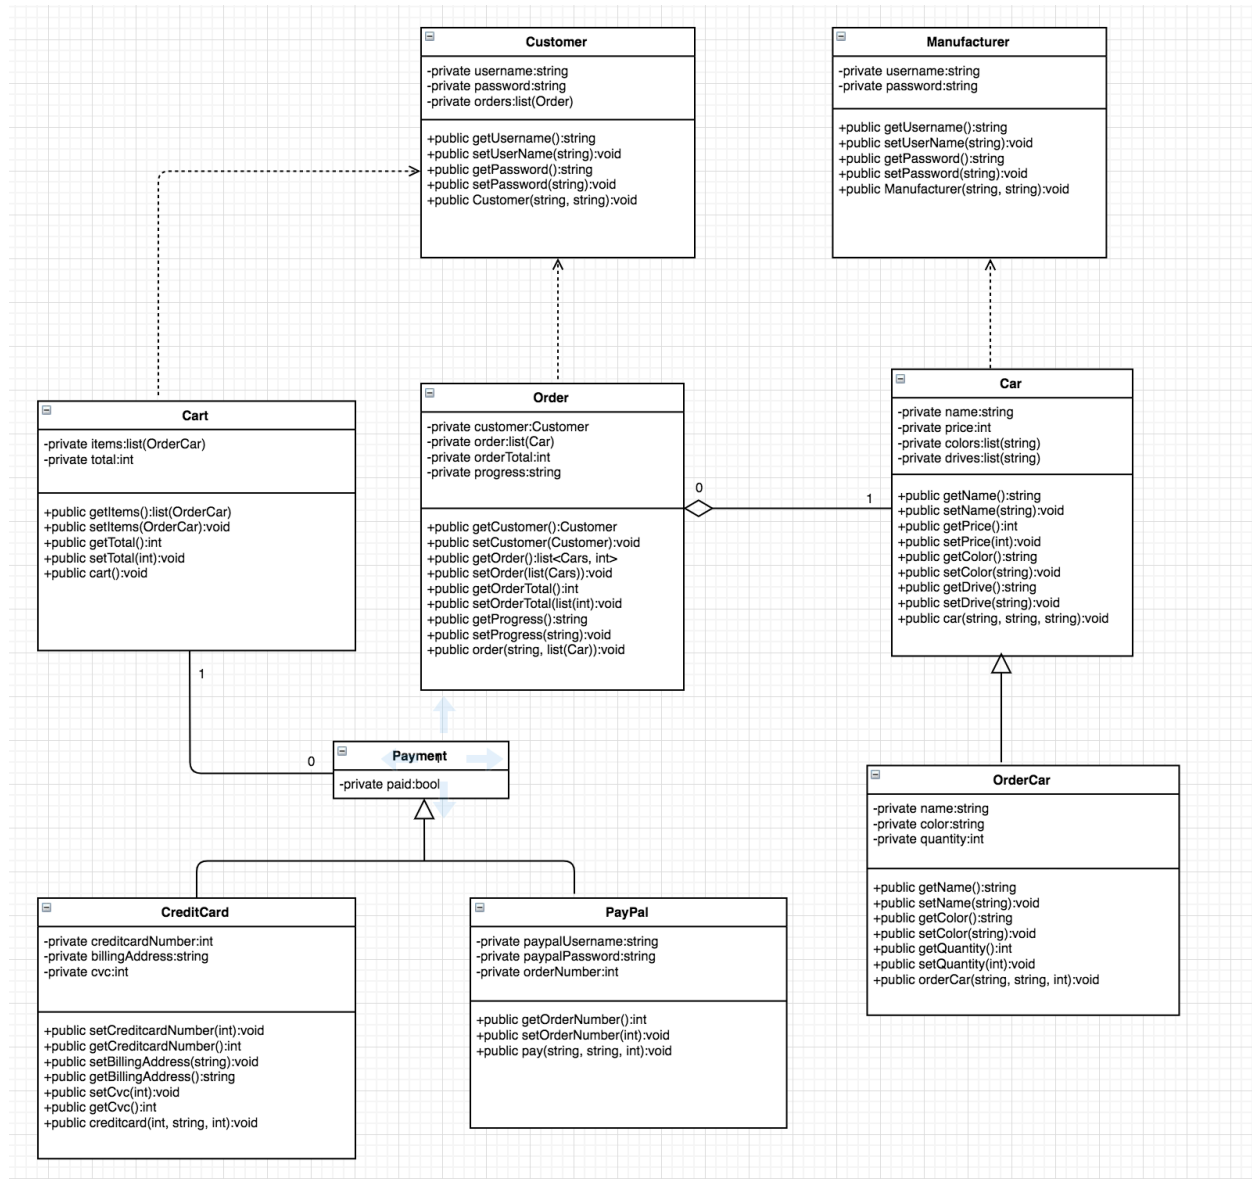 Customer
-private username:string
-private password:string
-private orders:list(Order)
+public getUsername():string
+public setUserName(string):void
+public getPassword():string
+public setPassword(string):void
+public Customer(string, string):void
Manufacturer
-private username:string
-private password:string
+public getUsername():string
+public setUserName(string):void
+public getPassword():string
+public setPassword(string):void
+public Manufacturer(string, string):void
Cart
-private items:list(OrderCar)
-private total:int
+public getItems():list(OrderCar)
+public setItems(OrderCar):void
+public getTotal():int
+public setTotal(int):void
+public cart():void
Order
-private customer:Customer
-private order:list(Car)
-private orderTotal:int
-private progress:string
+public getCustomer():Customer
+public setCustomer(Customer):void
+public getOrder():list<Cars, int>
+public setOrder(list(Cars)):void
+public getOrderTotal():int
+public setOrderTotal(list(int):void
+public getProgress():string
+public setProgress(string):void
+public order(string, list(Car)):void
0
1
Car
-private name:string
-private price:int
-private colors:list(string)
-private drives:list(string)
+public getName():string
+public setName(string):void
+public getPrice():int
+public setPrice(int):void
+public getColor():string
+public setColor(string):void
+public getDrive():string
+public setDrive(string):void
+public car(string, string, string):void
1
0
Payment
-private paid:bool
OrderCar
-private name:string
-private color:string
-private quantity:int
+public getName():string
+public setName(string):void
+public getColor():string
+public setColor(string):void
+public getQuantity():int
+public setQuantity(int):void
+public orderCar(string, string, int):void
CreditCard
-private creditcardNumber:int
-private billingAddress:string
-private cvc:int
+public setCreditcardNumber(int):void
+public getCreditcardNumber():int
+public setBillingAddress(string):void
+public getBillingAddress():string
+public setCvc(int):void
+public getCvc():int
+public creditcard(int, string, int):void
PayPal
-private paypalUsername:string
-private paypalPassword:string
-private orderNumber:int
+public getOrderNumber():int
+public setOrderNumber(int):void
+public pay(string, string, int):void